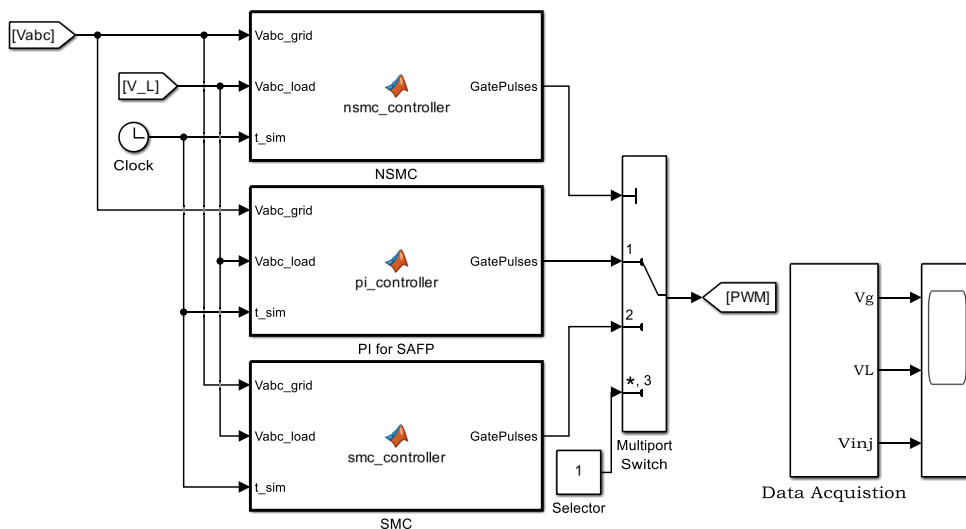 [Vabc]
Vabc_grid
[V_L]
Vabc_load
nsmc_controller
GatePulses
t_sim
Clock
NSMC
Vabc_grid
Vabc_load
pi_controller
GatePulses
t_sim
PI for SAFP
Vabc_grid
Vabc_load
smc_controller
GatePulses
t_sim
SMC
1
2
*, 3
Multiport
Switch
1
Selector
[PWM]
Vg
VL
Vinj
Data Acquistion